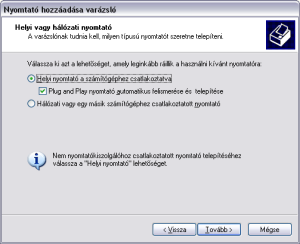 Nyomtató hozzáadása varázsló
Helyi vagy hálózati nyomtató
A varázslónak tudnia kell, milyen típusú nyomtatót szeretne telepíteni.
Válassza ki azt a lehetőséget, amely leginkább ráillik a használni kívánt nyomtatóra:
Helyi nyomtató a számítógéphez csatlakoztatva
Plug and Play nyomtató automatikus felismerése és telepítése
Hálózati vagy egy másik számítógéphez csatlakoztatott nyomtató
Nem nyomtatókiszolgálóhoz csatlakoztatott nyomtató telepítéséhez
válassza a "Helyi nyomtató" lehetőséget.
< Vissza Tovább > Mégse